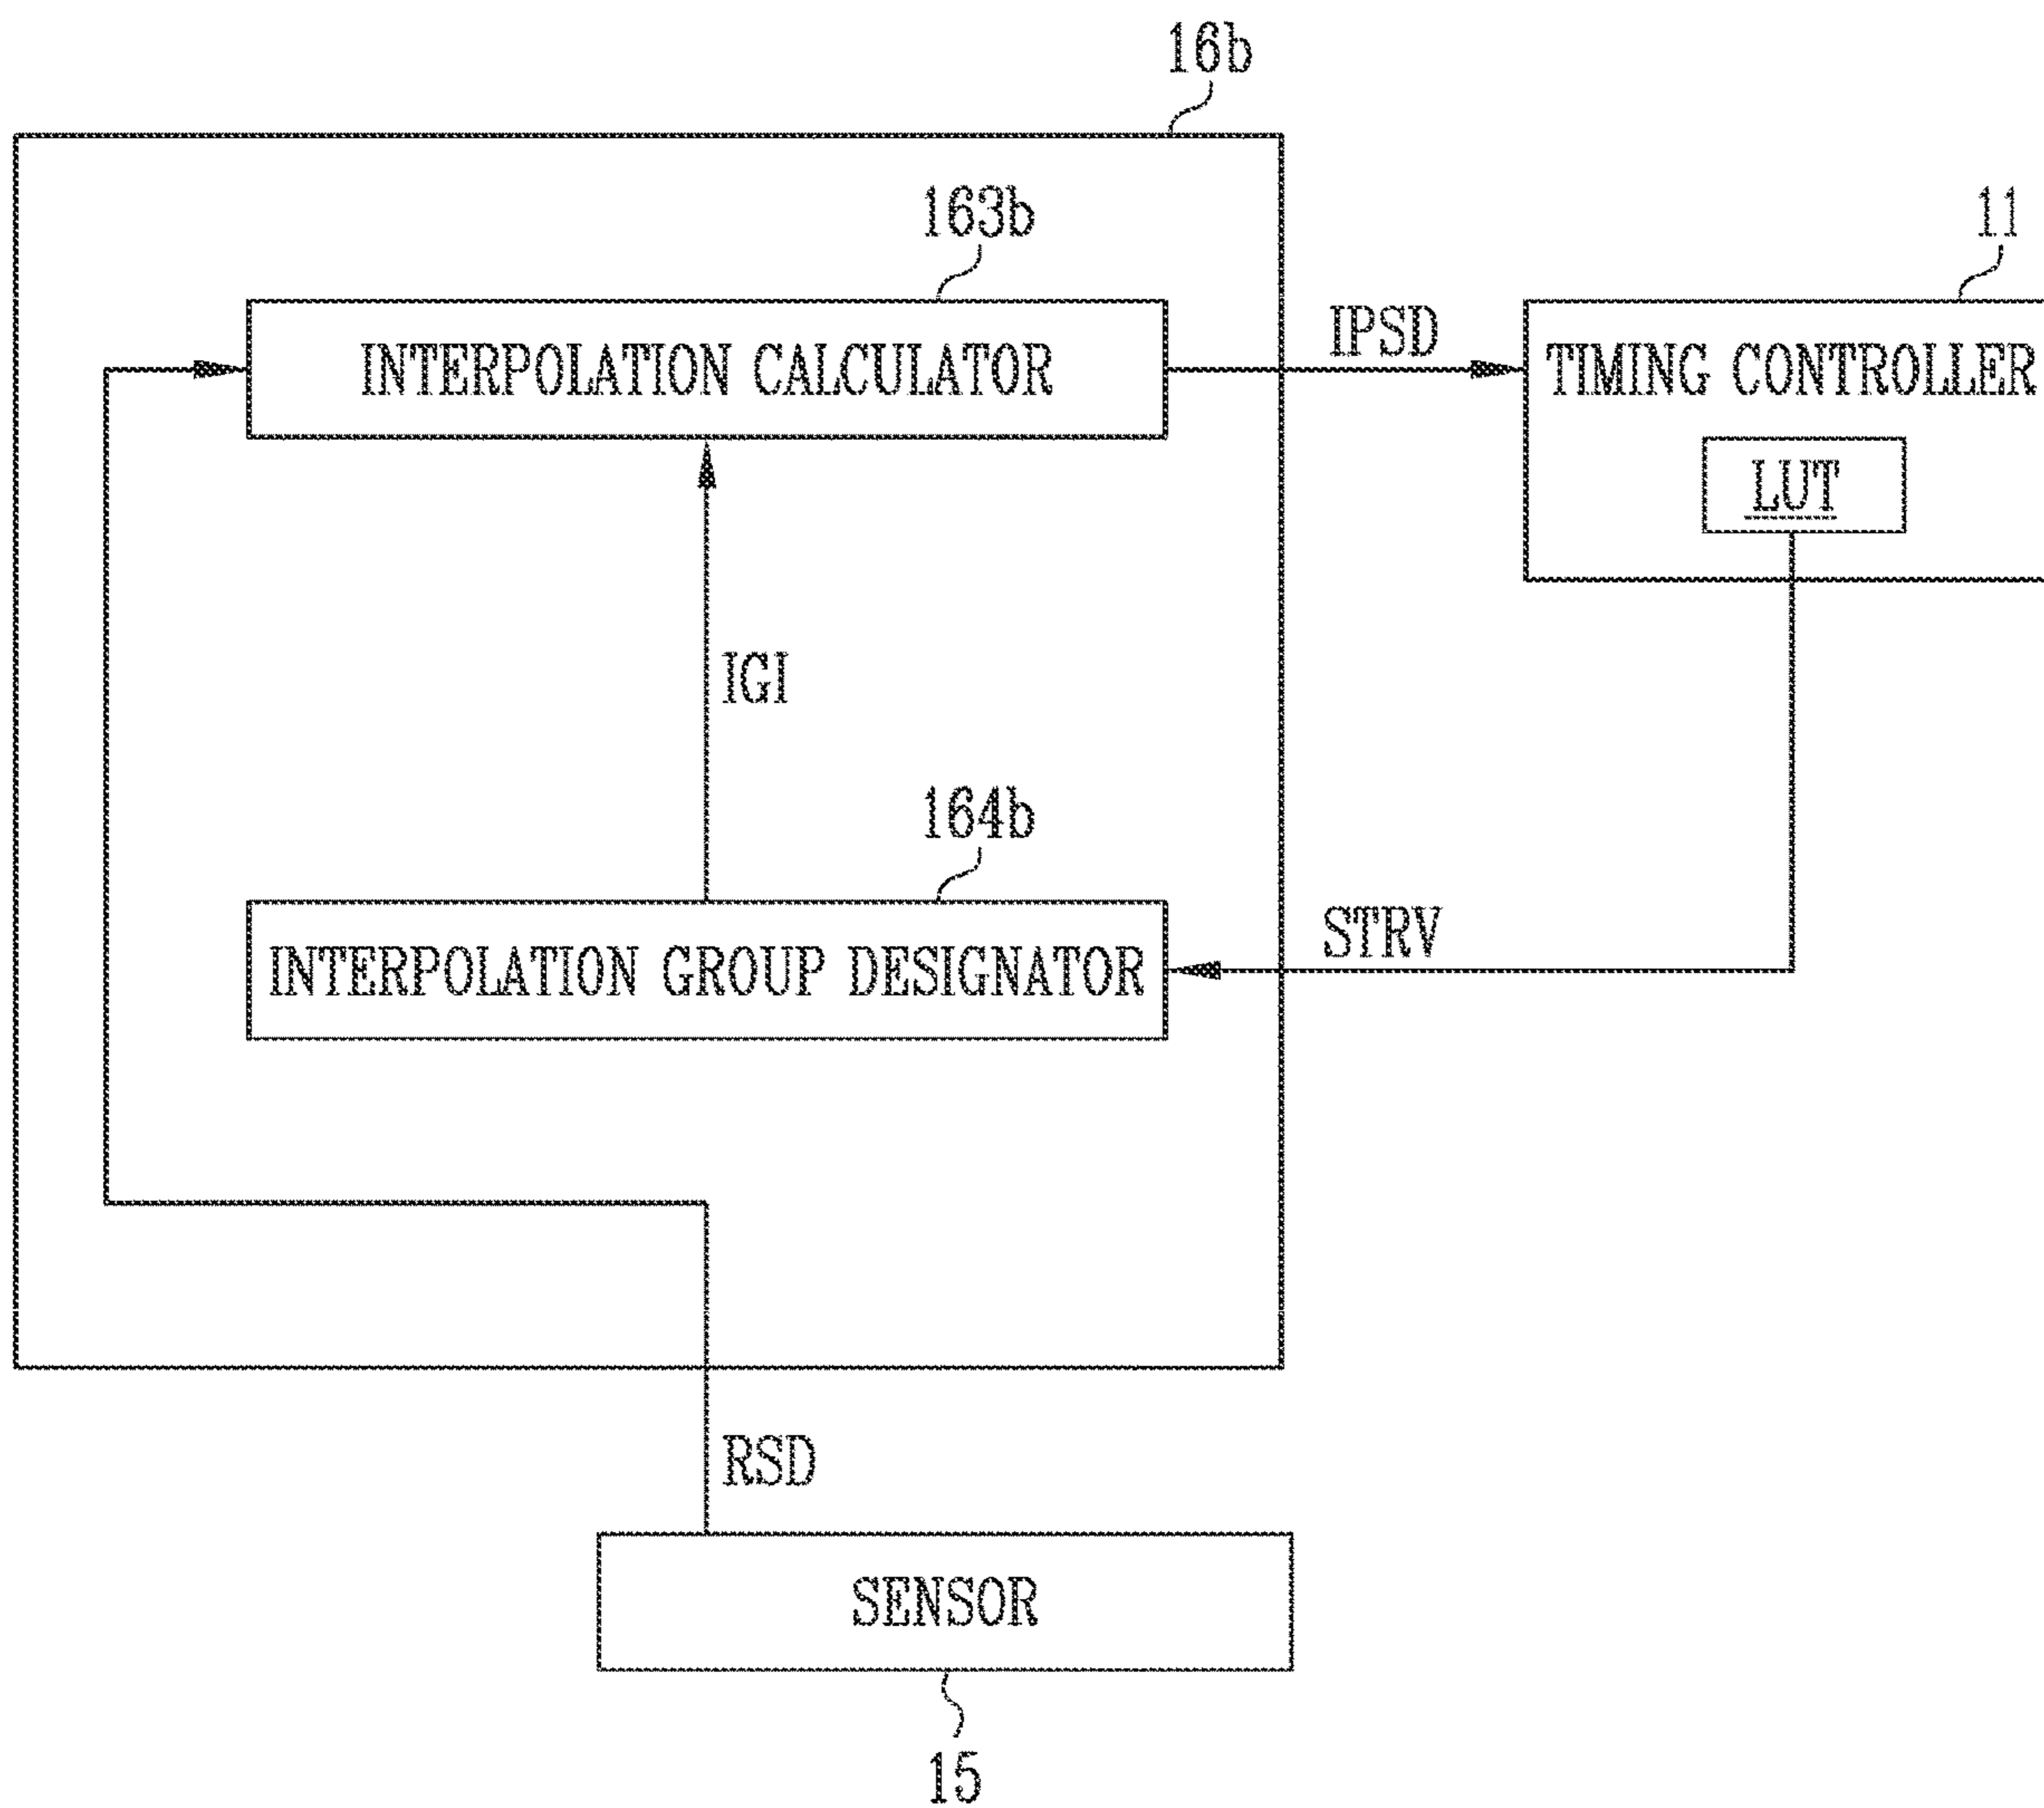 16b
163b
11
INTERPOLATION CALCULATOR
IPSD
TIMING CONTROLLER
LUT
IGI
164b
INTERPOLATION GROUP DESIGNATOR
STRV
RSD
SENSOR
15